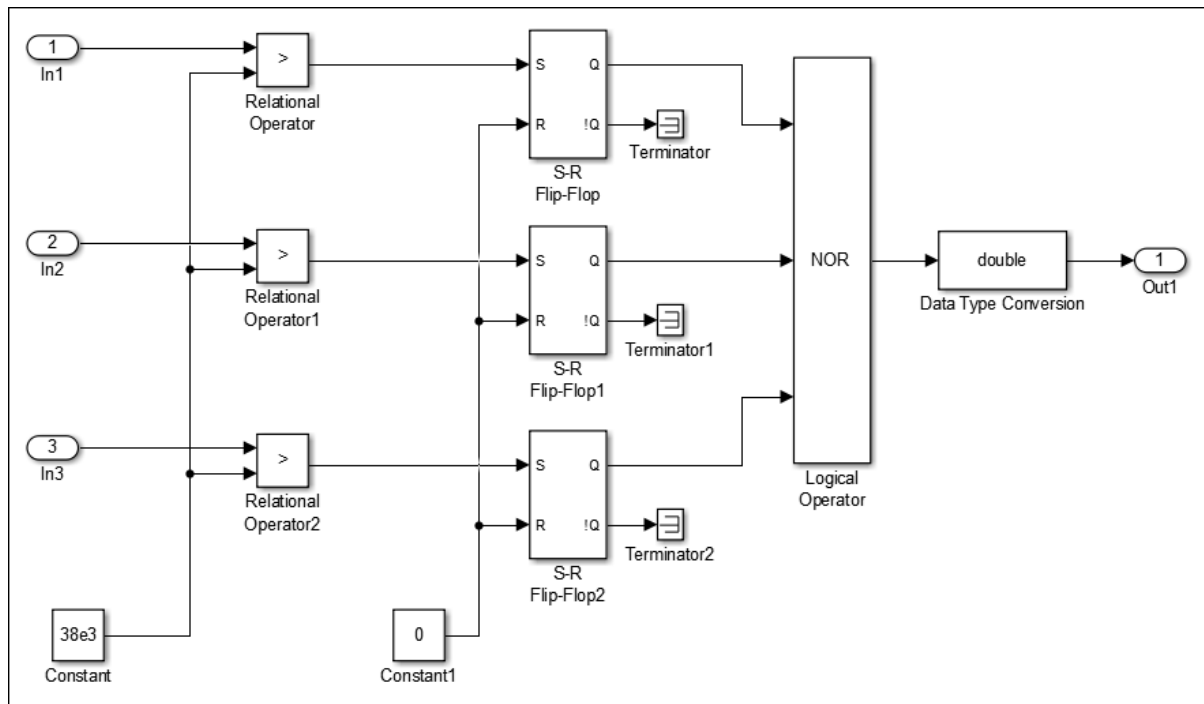 1
In1
>
Relational
Operator
S
Q
R
!Q
S-R
Flip-Flop
Terminator
2
In2
>
Relational
Operator1
S
Q
R
!Q
S-R
Flip-Flop1
Terminator1
NOR
Logical
Operator
double
Data Type Conversion
1
Out1
3
In3
>
Relational
Operator2
S
Q
R
!Q
S-R
Flip-Flop2
Terminator2
38e3
Constant
0
Constant1